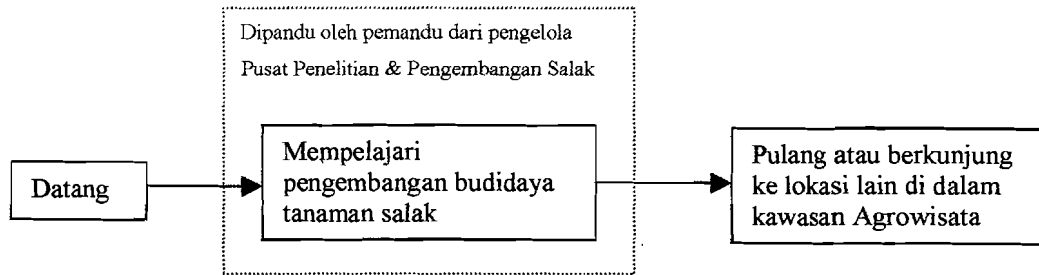 Dipandu oleh pemandu dari pengelola
Pusat Penelitian & Pengembangan Salak
Datang
Mempelajari
pengembangan budidaya
tanaman salak
Pulang atau berkunjung
ke lokasi lain di dalam
kawasan Agrowisata